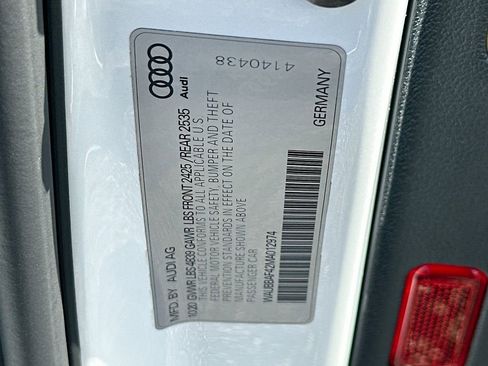 MFD. BY AUDI AG
10/20 GVWR LBS 4839 GAWR LBS FRONT 2425 / REAR 2535
THIS VEHICLE CONFORMS TO ALL APPLICABLE U.S.
MOTOR VEHICLE SAFETY, BUMPER AND THEFT
PREVENTION STANDARDS IN EFFECT ON THE DATE OF
MANUFACTURE SHOWN ABOVE
PASSENGER CAR
WAUB8AF42MA012974
Audi
4140438
GERMANY